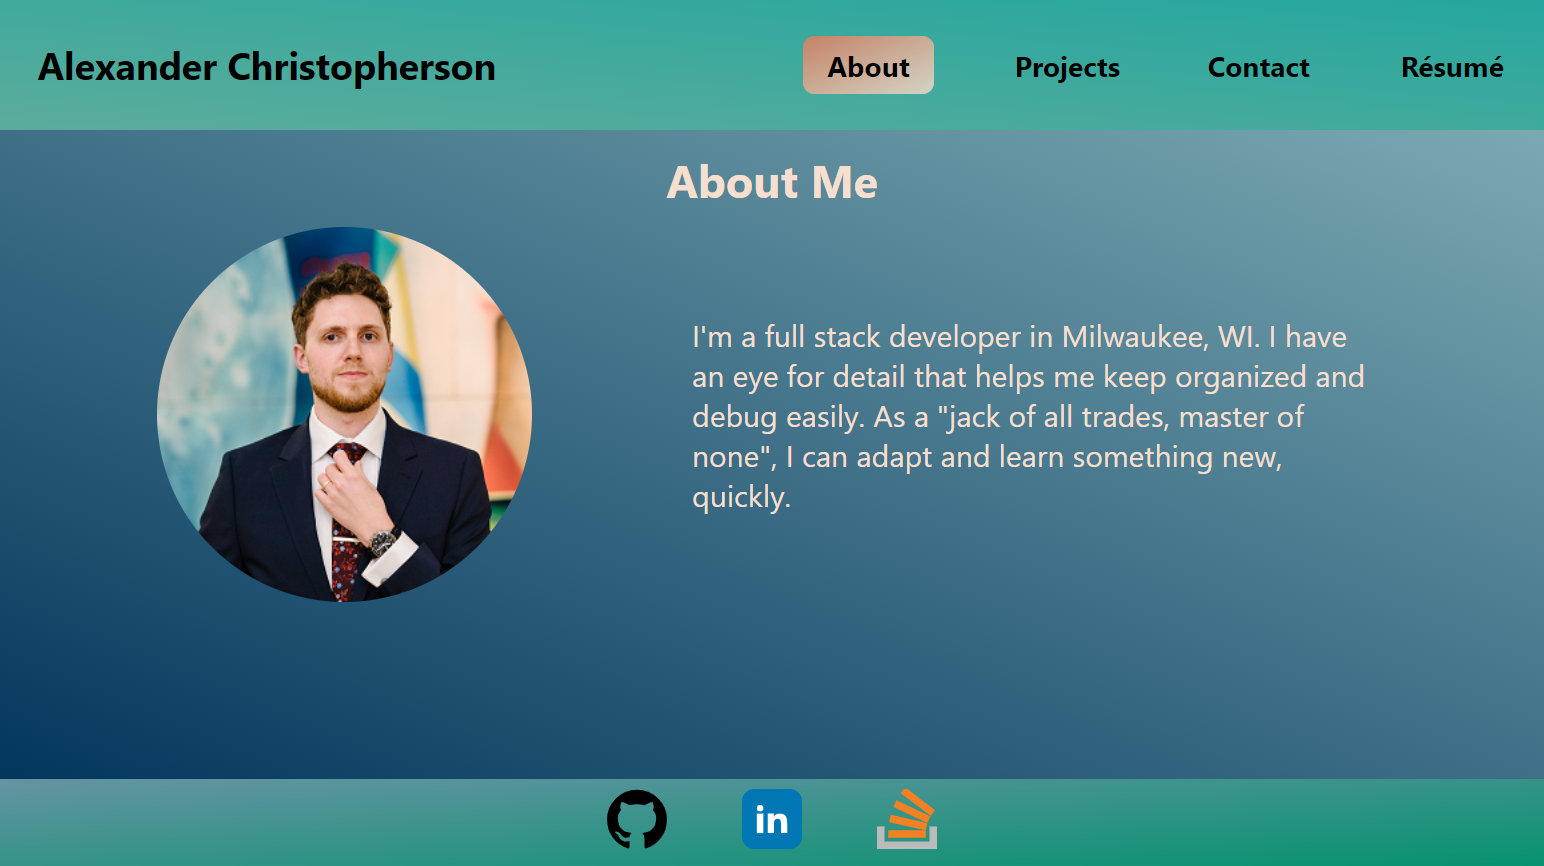 Alexander Christopherson
About
Projects
Contact
Résumé
About Me
I'm a full stack developer in Milwaukee, WI. I have
an eye for detail that helps me keep organized and
debug easily. As a "jack of all trades, master of
none", I can adapt and learn something new,
quickly.
in